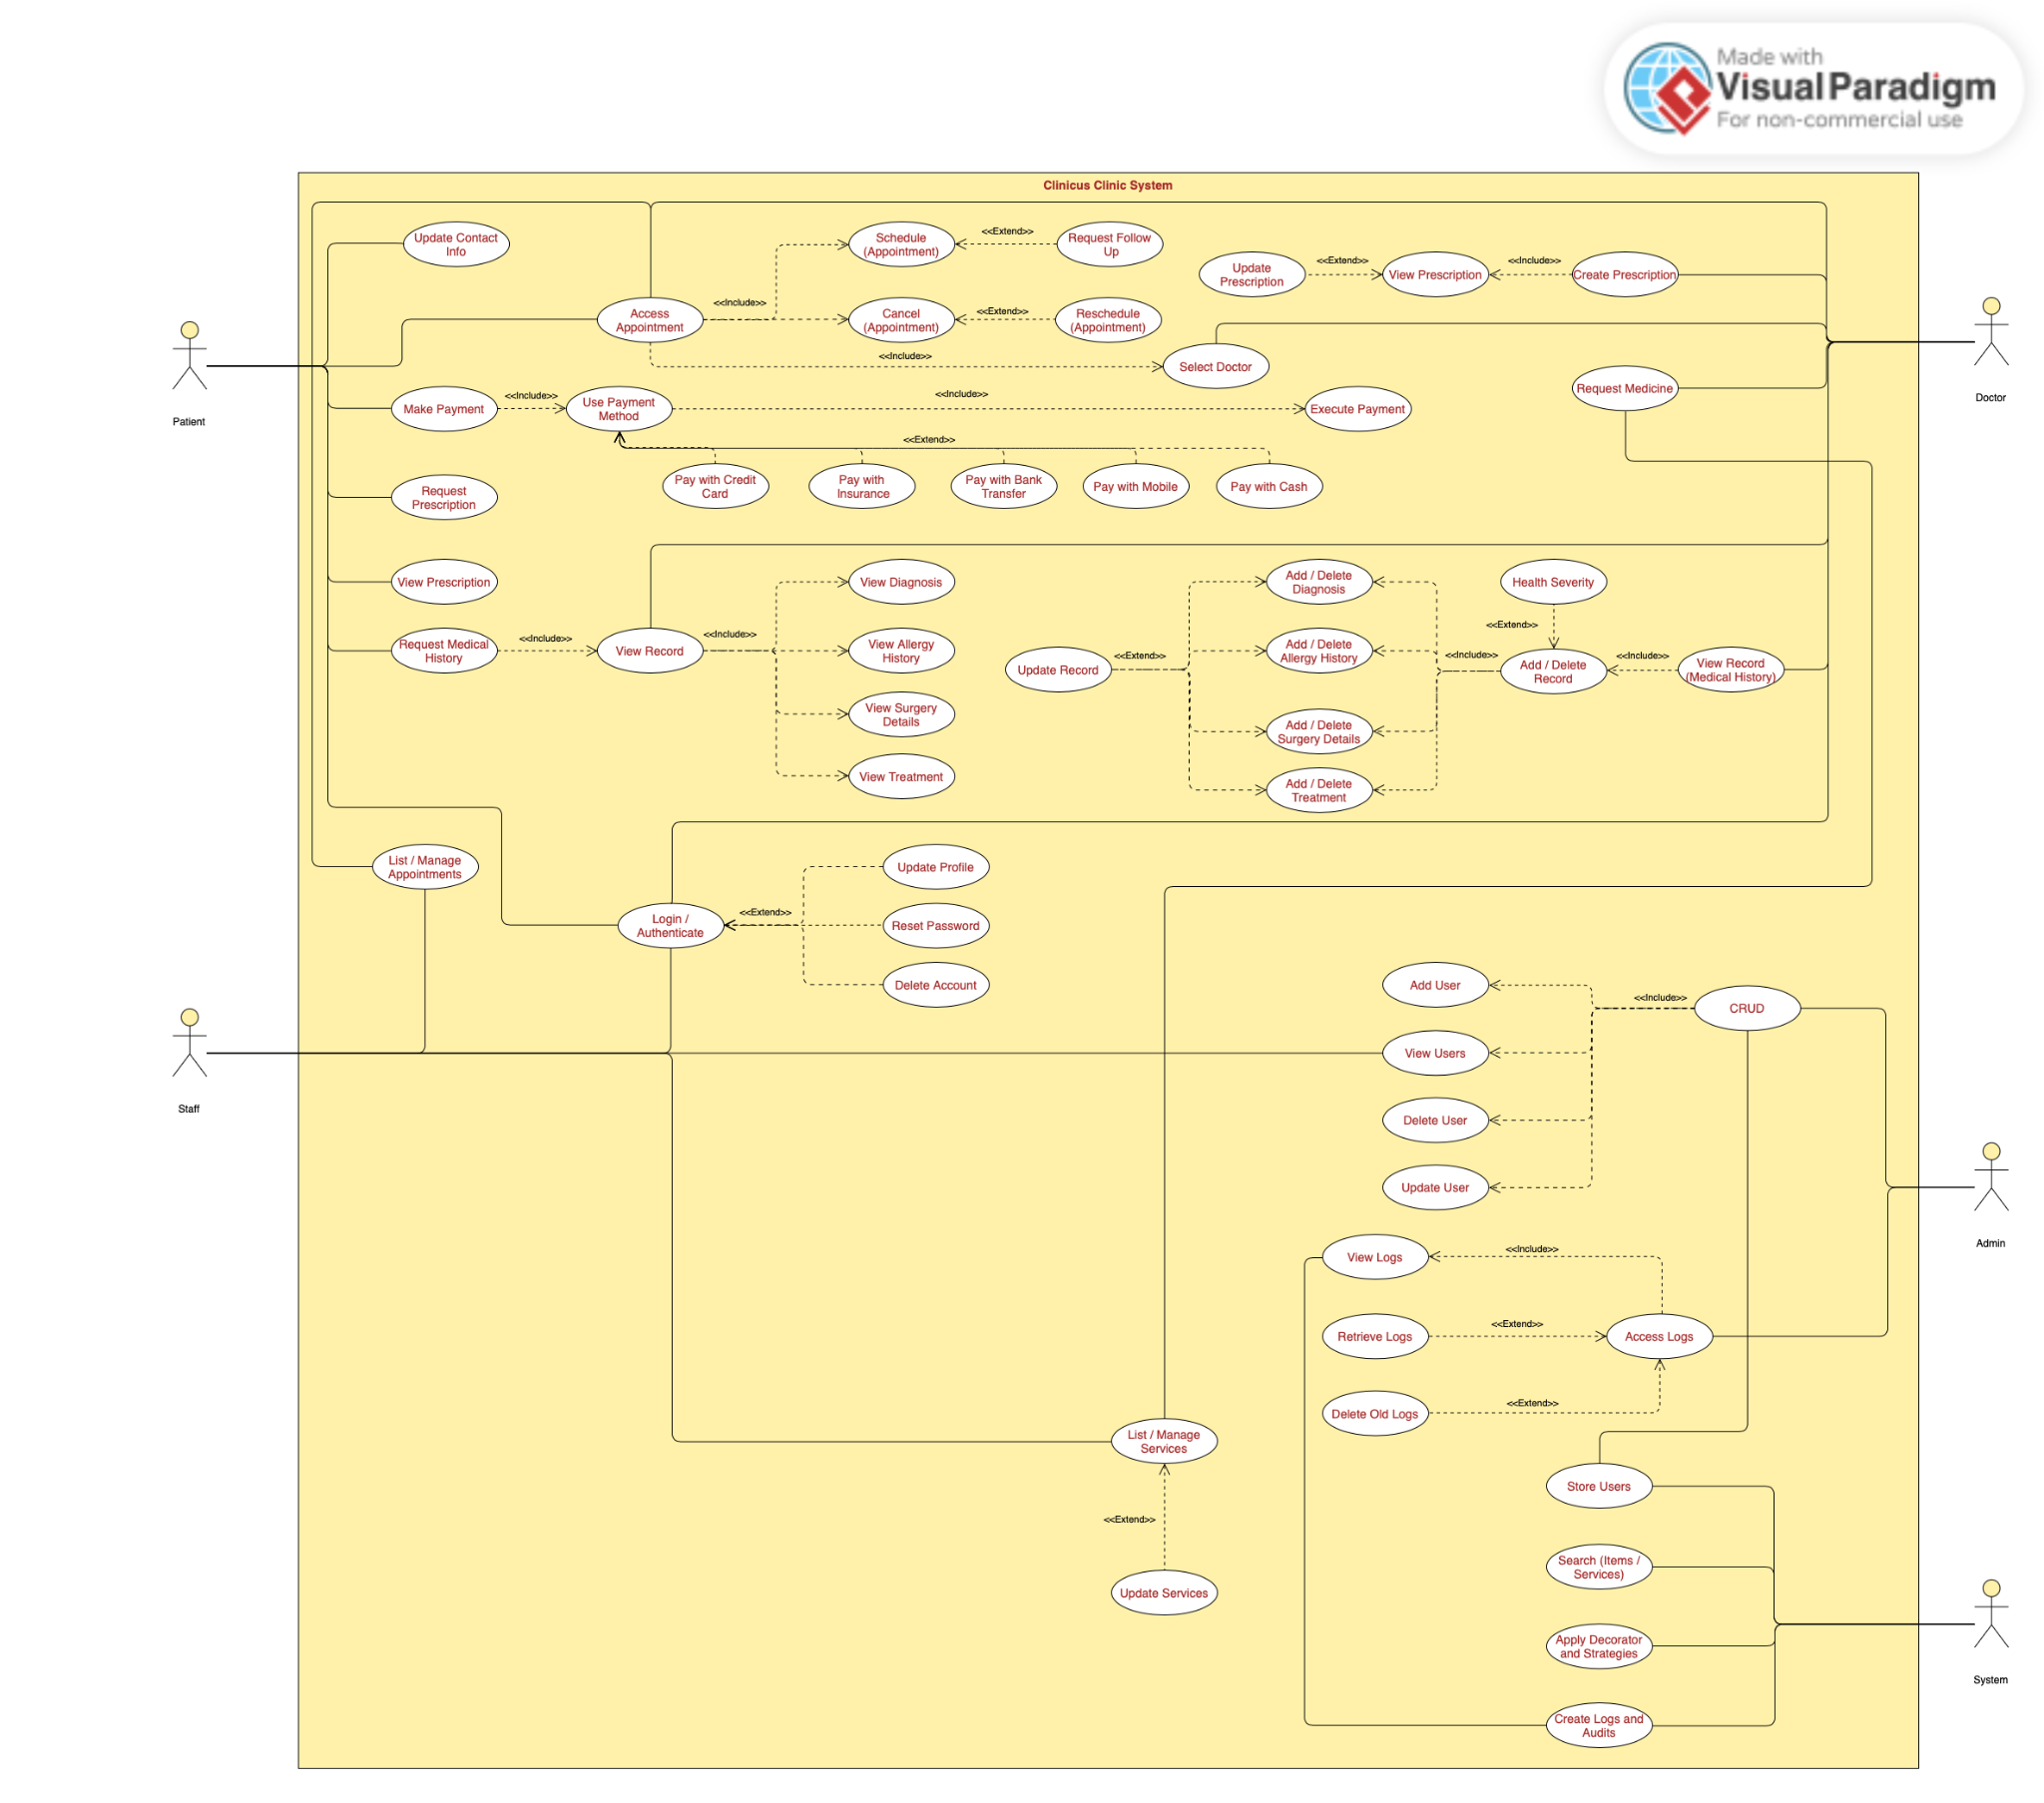 Made with
Visual Paradigm
For non-commercial use
Clinicus Clinic System
Update Contact
Info
Schedule
(Appointment)
<<Extend>>
Request Follow
Up
Update
Prescription
<<Extend>>
View Prescription
<<Include>>
Create Prescription
Access
Appointment
<<Include>>
Cancel
(Appointment)
<<Extend>>
Reschedule
(Appointment)
<<Include>>
Select Doctor
Patient
Doctor
Make Payment
<<Include>>
Use Payment
Method
<<Include>>
Execute Payment
Request Medicine
<<Extend>>
Pay with Credit
Card
Pay with
Insurance
Pay with Bank
Transfer
Pay with Mobile
Pay with Cash
Request
Prescription
View Prescription
View Diagnosis
Add / Delete
Diagnosis
Health Severity
<<Extend>>
Request Medical
History
<<Include>>
View Record
<<Include>>
View Allergy
History
Update Record
<<Extend>>
Add / Delete
Allergy History
<<Include>>
Add / Delete
Record
<<Include>>
View Record
(Medical History)
View Surgery
Details
Add / Delete
Surgery Details
View Treatment
Add / Delete
Treatment
List / Manage
Appointments
Update Profile
Login /
Authenticate
<<Extend>>
Reset Password
Delete Account
Add User
<<Include>>
CRUD
View Users
Staff
Delete User
Update User
Admin
View Logs
<<Include>>
Retrieve Logs
<<Extend>>
Access Logs
Delete Old Logs
<<Extend>>
List / Manage
Services
Store Users
<<Extend>>
Search (Items /
Services)
Update Services
Apply Decorator
and Strategies
System
Create Logs and
Audits